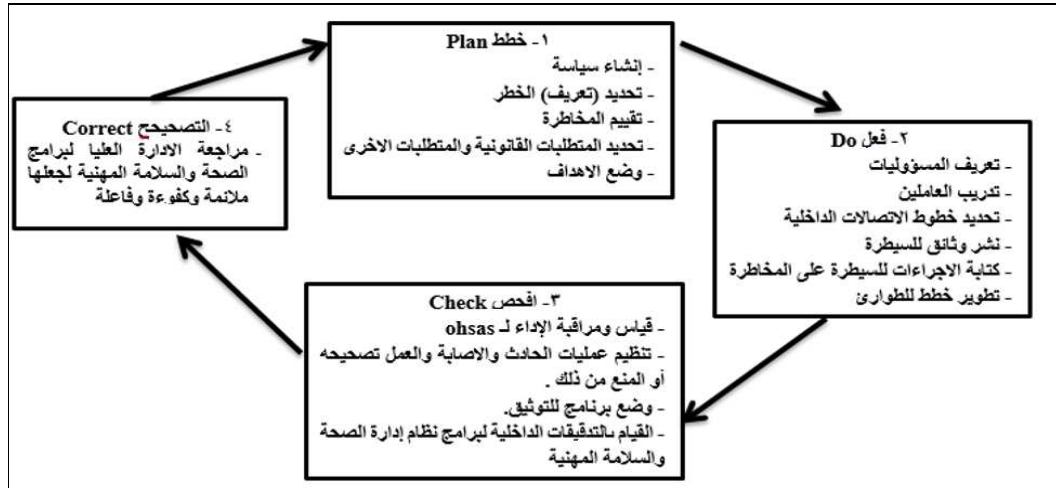 ١- خطط Plan
- إنشاء سياسة
- تحديد (تعريف) الخطر
- تقييم المخاطرة
- تحديد المتطلبات القانونية والمتطلبات الاخرى
- وضع الاهداف
٢- فعل Do
- تعريف المسؤوليات
- تدريب العاملين
- تحديد خطوط الاتصالات الداخلية
- نشر وثائق للسيطرة
- كتابة الاجراءات للسيطرة على المخاطرة
- تطوير خطط للطوارئ
٣- افحص Check
- قياس ومراقبة الإداء لـ ohsas
- تنظيم عمليات الحادث والاصابة والعمل تصحيحه
أو المنع من ذلك .
- وضع برنامج للتوثيق.
- القيام بالتدقيقات الداخلية لبرامج نظام إدارة الصحة
والسلامة المهنية
٤- التصحيحح Correct
- مراجعة الادارة العليا لبرامج
الصحة والسلامة المهنية لجعلها
ملائمة وكفوءة وفاعلة